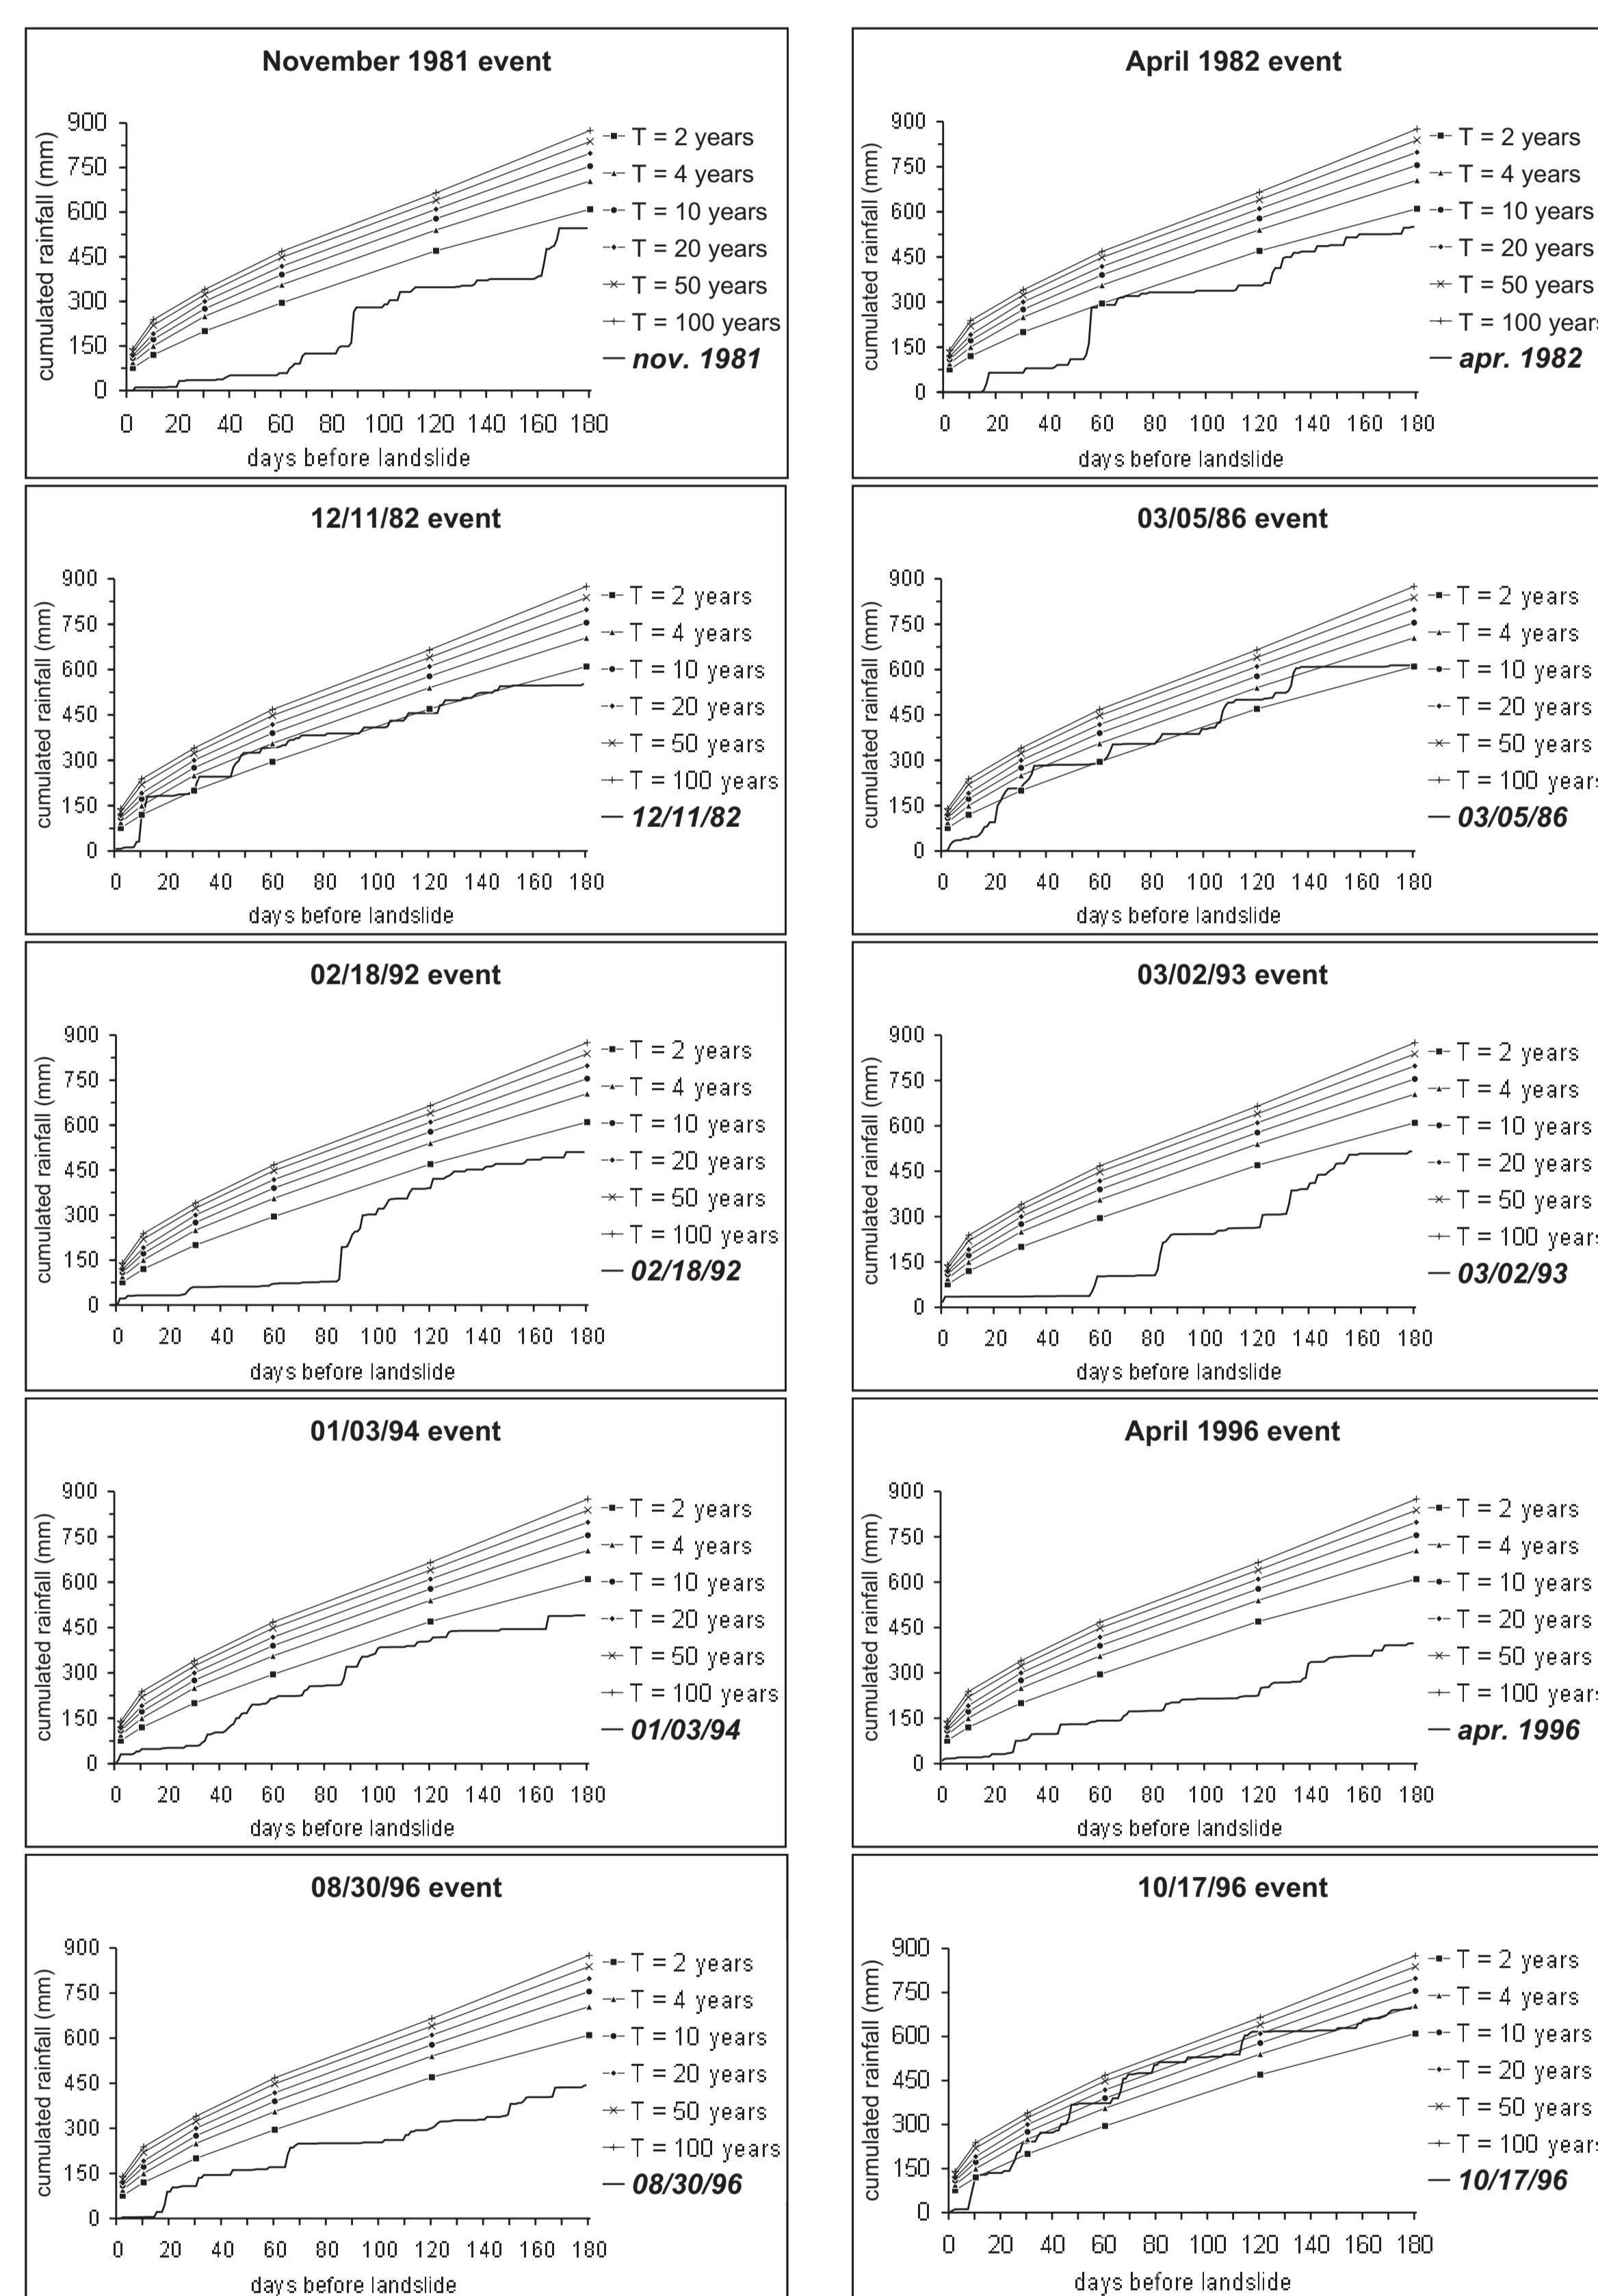 November 1981 event
cumulated rainfall (mm)
900
750
600
450
300
150
0
0 20 40 60 80 100 120 140 160 180
days before landslide
T = 2 years
T = 4 years
T = 10 years
T = 20 years
T = 50 years
T = 100 years
nov. 1981
April 1982 event
cumulated rainfall (mm)
900
750
600
450
300
150
0
0 20 40 60 80 100 120 140 160 180
days before landslide
T = 2 years
T = 4 years
T = 10 years
T = 20 years
T = 50 years
T = 100 years
apr. 1982
12/11/82 event
cumulated rainfall (mm)
900
750
600
450
300
150
0
0 20 40 60 80 100 120 140 160 180
days before landslide
T = 2 years
T = 4 years
T = 10 years
T = 20 years
T = 50 years
T = 100 years
12/11/82
03/05/86 event
cumulated rainfall (mm)
900
750
600
450
300
150
0
0 20 40 60 80 100 120 140 160 180
days before landslide
T = 2 years
T = 4 years
T = 10 years
T = 20 years
T = 50 years
T = 100 years
03/05/86
02/18/92 event
cumulated rainfall (mm)
900
750
600
450
300
150
0
0 20 40 60 80 100 120 140 160 180
days before landslide
T = 2 years
T = 4 years
T = 10 years
T = 20 years
T = 50 years
T = 100 years
02/18/92
03/02/93 event
cumulated rainfall (mm)
900
750
600
450
300
150
0
0 20 40 60 80 100 120 140 160 180
days before landslide
T = 2 years
T = 4 years
T = 10 years
T = 20 years
T = 50 years
T = 100 years
03/02/93
01/03/94 event
cumulated rainfall (mm)
900
750
600
450
300
150
0
0 20 40 60 80 100 120 140 160 180
days before landslide
T = 2 years
T = 4 years
T = 10 years
T = 20 years
T = 50 years
T = 100 years
01/03/94
April 1996 event
cumulated rainfall (mm)
900
750
600
450
300
150
0
0 20 40 60 80 100 120 140 160 180
days before landslide
T = 2 years
T = 4 years
T = 10 years
T = 20 years
T = 50 years
T = 100 years
apr. 1996
08/30/96 event
cumulated rainfall (mm)
900
750
600
450
300
150
0
0 20 40 60 80 100 120 140 160 180
days before landslide
T = 2 years
T = 4 years
T = 10 years
T = 20 years
T = 50 years
T = 100 years
08/30/96
10/17/96 event
cumulated rainfall (mm)
900
750
600
450
300
150
0
0 20 40 60 80 100 120 140 160 180
days before landslide
T = 2 years
T = 4 years
T = 10 years
T = 20 years
T = 50 years
T = 100 years
10/17/96